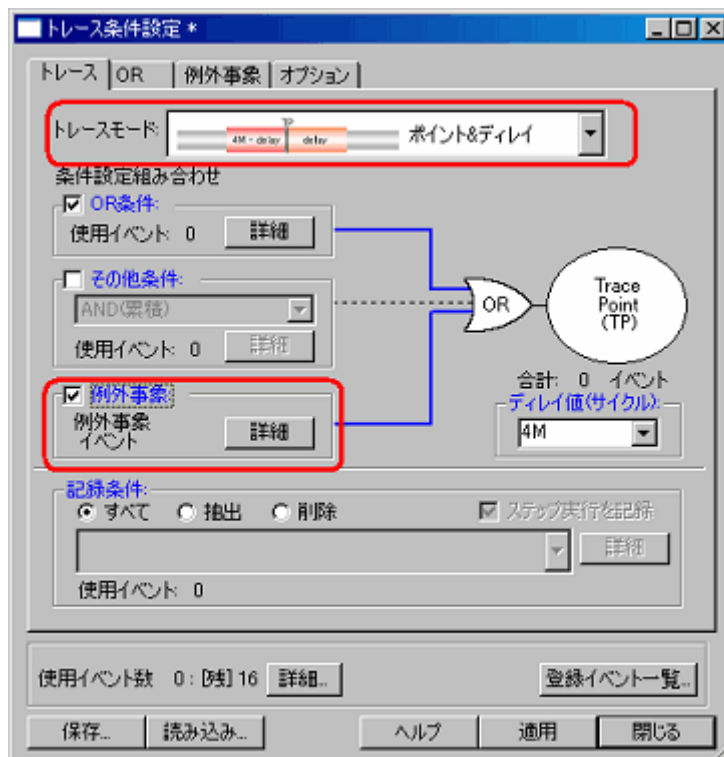 トレース条件設定 *
トレース OR 例外事象 オプション
トレースモード:
TP
4M - delay delay
ポイント&ディレイ
条件設定組み合わせ
OR条件:
使用イベント: 0 詳細
その他条件:
AND(累積)
使用イベント: 0 詳細
例外事象:
例外事象
イベント
詳細
OR
Trace
Point
(TP)
合計: 0 イベント
ディレイ値(サイクル):
4M
記録条件:
すべて 抽出 削除 ステップ実行を記録
詳細
使用イベント: 0
使用イベント数 0 : [残] 16 詳細... 登録イベント一覧...
保存... 読み込み... ヘルプ 適用 閉じる